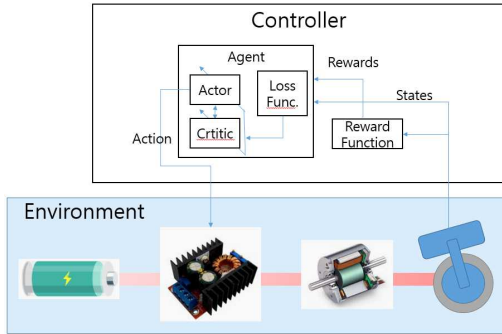 Controller
Agent
Rewards
Actor
Loss
Func.
States
Action
Crtitic
Reward
Function
Environment